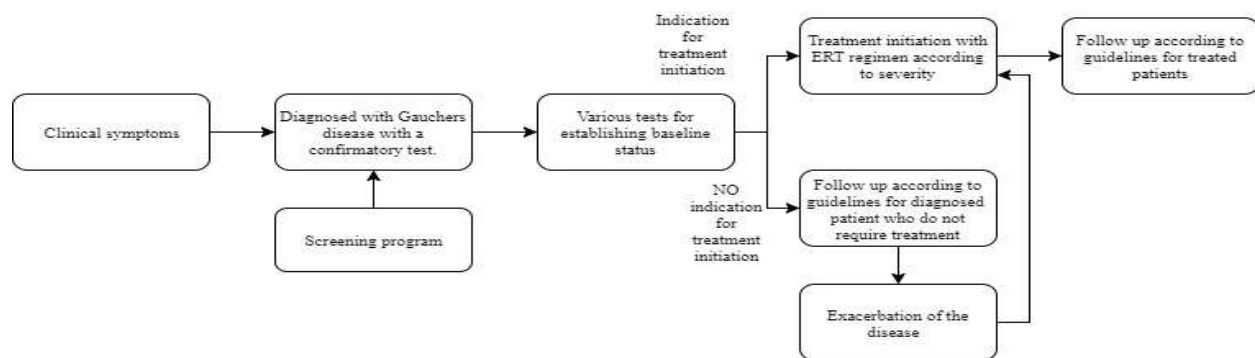 Clinical symptoms
Diagnosed with Gauchers
disease with a
confirmatory test.
Screening program
Various tests for
establishing baseline
status
Indication
for
treatment
initiation
Treatment initiation with
ERT regimen according
to severity
Follow up according to
guidelines for treated
patients
NO
indication
for
treatment
initiation
Follow up according to
guidelines for diagnosed
patient who do not
require treatment
Exacerbation of the
disease